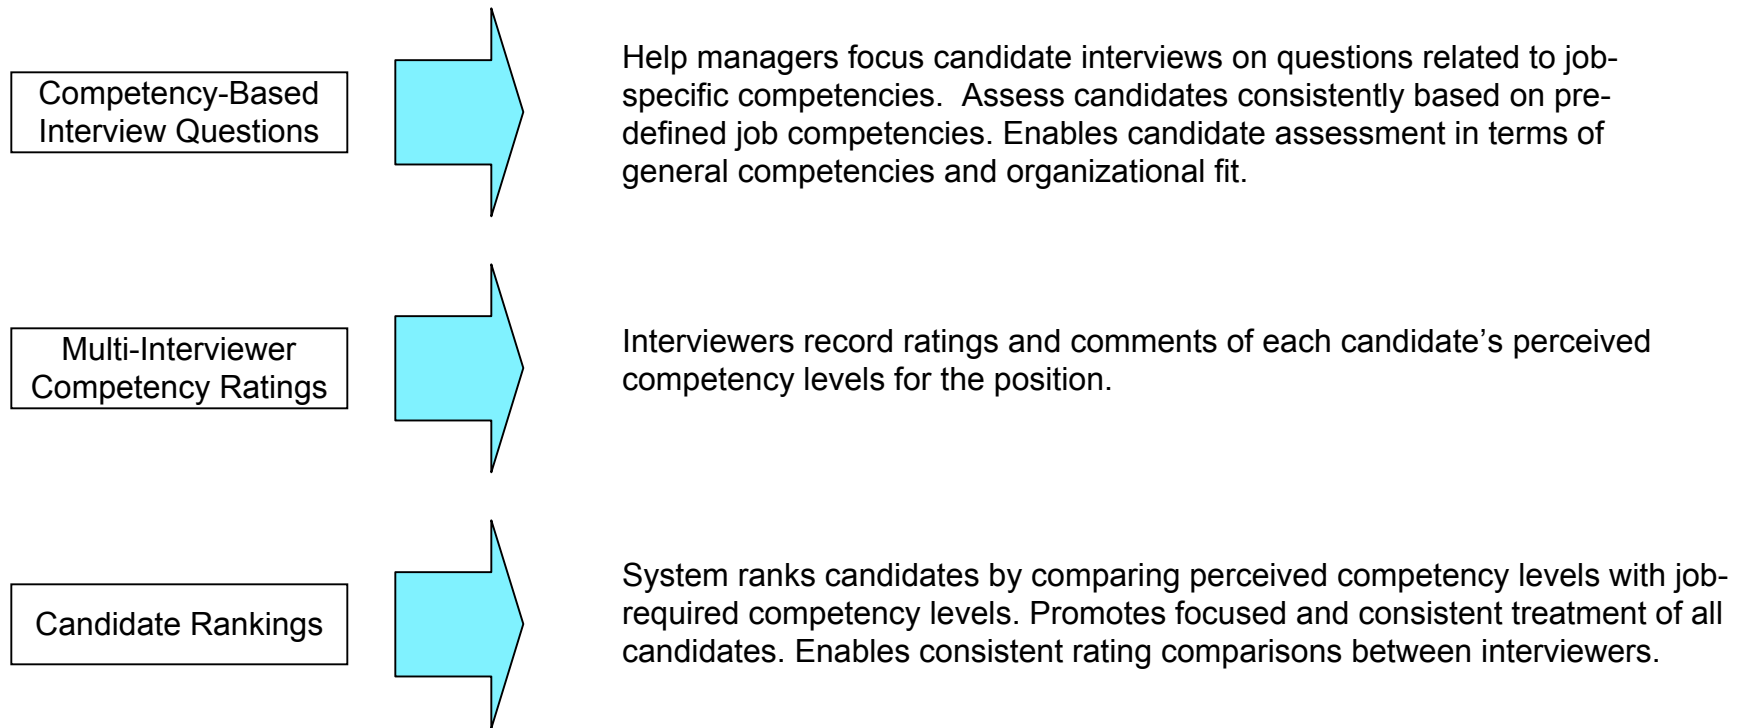 Competency-Based
Interview Questions
Help managers focus candidate interviews on questions related to job-
specific competencies.  Assess candidates consistently based on pre-
defined job competencies. Enables candidate assessment in terms of
general competencies and organizational fit.
Multi-Interviewer
Competency Ratings
Interviewers record ratings and comments of each candidate’s perceived
competency levels for the position.
Candidate Rankings
System ranks candidates by comparing perceived competency levels with job-
required competency levels. Promotes focused and consistent treatment of all
candidates. Enables consistent rating comparisons between interviewers.